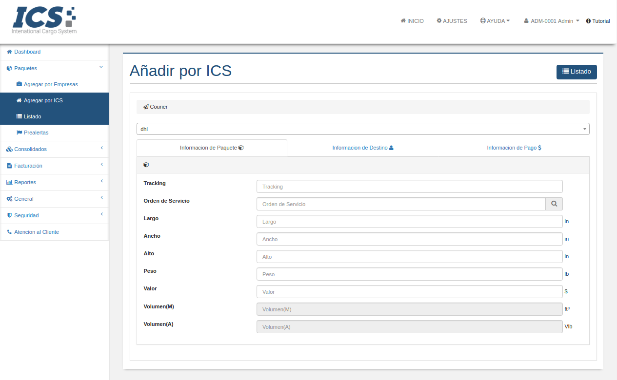 ICS
International Cargo System
INICIO
AJUSTES
AYUDA
ADM-0001 Admin
Tutorial
Dashboard
Paquetes
Agregar por Empresas
Agregar por ICS
Listado
Prealertas
Consolidados
Facturacion
Reportes
General
Seguridad
Atencion al Cliente
Añadir por ICS
Listado
Courier
dhl
Informacion de Paquete
Informacion de Destino
Informacion de Pago $
Tracking
Tracking
Orden de Servicio
Orden de Servicio
Largo
Largo
in
Ancho
Ancho
in
Alto
Alto
in
Peso
Peso
lb
Valor
Valor
$
Volumen(M)
Volumen(M)
ft³
Volumen(A)
Volumen(A)
Vlb